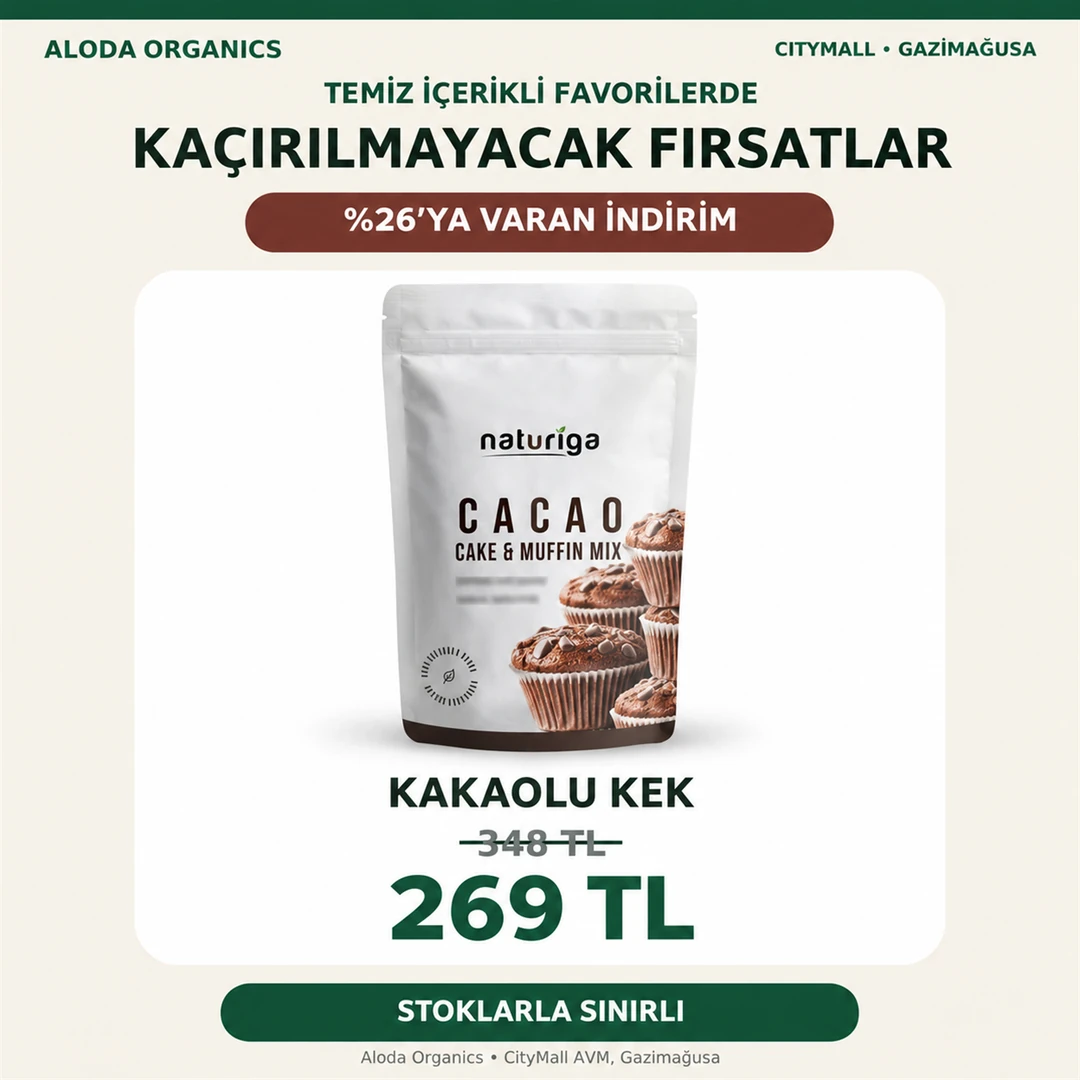 ALODA ORGANICS
CITYMALL • GAZİMAĞUSA
TEMİZ İÇERİKLİ FAVORİLERDE
KAÇIRILMAYACAK FIRSATLAR
%26’YA VARAN İNDİRİM
naturiga
CACAO
CAKE & MUFFIN MIX
KAKAOLU KEK
348 TL
269 TL
STOKLARLA SINIRLI
Aloda Organics • CityMall AVM, Gazimağusa